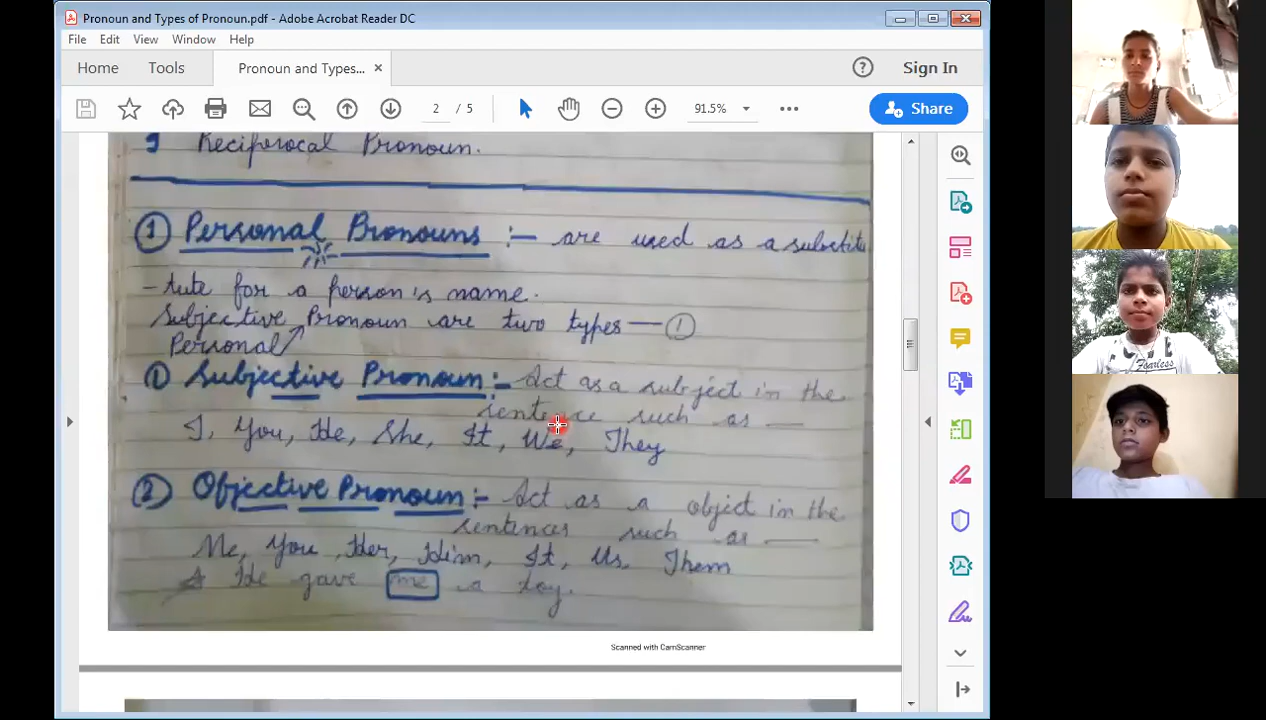 Pronoun and Types of Pronoun.pdf - Adobe Acrobat Reader DC
File Edit View Window Help
Home Tools Pronoun and Types... × Sign In
2 / 5 91.5% Share
9 Reciprocal Pronoun.
① Personal Pronouns :- are used as a substitu
- tute for a person's name.
Subjective Pronoun are two types — ①
Personal
① Subjective Pronoun :- Act as a subject in the
sentence such as —
I, You, He, She, It, We, They
② Objective Pronoun :- Act as a object in the
sentences such as —
Me, You Her, Him, It, Us, Them
He gave me a toy.
Scanned with CamScanner
Fearless